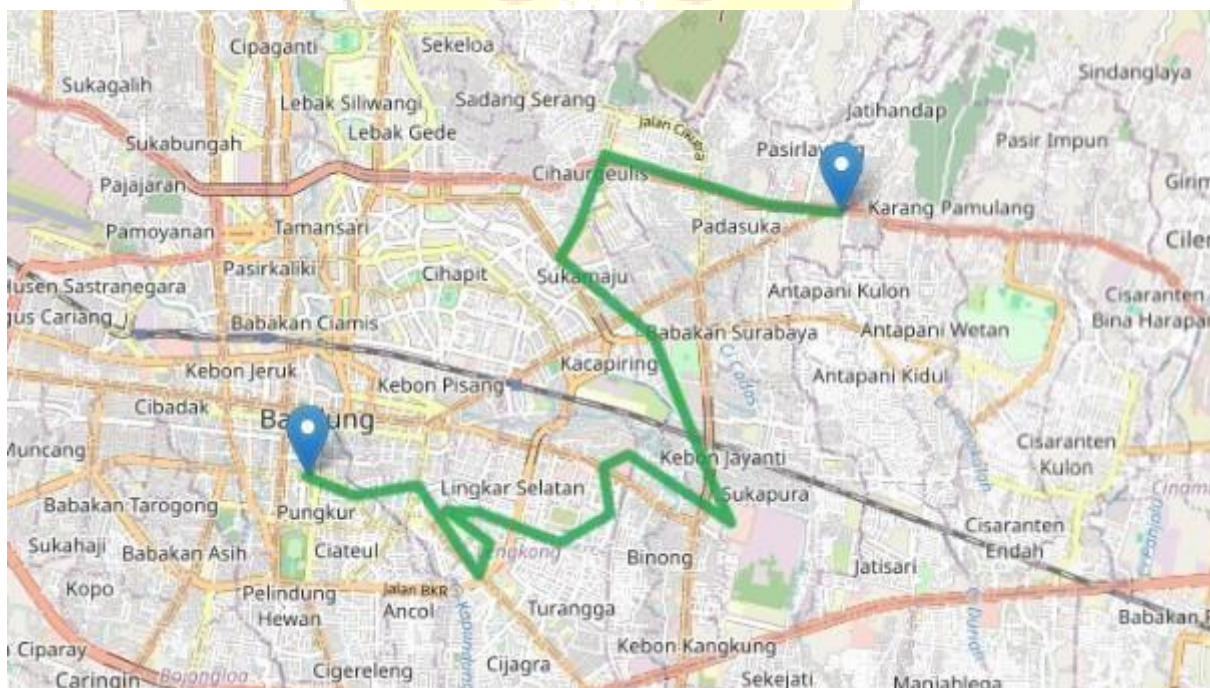 Cipaganti
Sekeloa
Sukagalih
Sindanglaya
Lebak Siliwangi
Sadang Serang
Jatihandap
Lebak Gede
Jalan Cikutra
Sukabungah
Pasir Impun
Pajajaran
Cihaurgeulis
Karang Pamulang
Pamoyanan
Tamansari
Padasuka
Pasirkaliki
Cihapit
Sukamaju
Husen Sastranegara
Antapani Kulon
Cisaranten
Bina Harapan
Babakan Ciamis
Babakan Surabaya
Antapani Wetan
Kebon Jeruk
Kebon Pisang
Kacapiring
Antapani Kidul
Cibadak
Muncang
Kebon Jayanti
Cisaranten
Kulon
Lingkar Selatan
Sukapura
Babakan Tarogong
Pungkur
Sukahaji
Babakan Asih
Ciateul
Binong
Cisaranten
Endah
Jatisari
Kopo
Pelindung
Hewan
Jalan BKR
Ancol
Turangga
Babakan
Ciparay
Kebon Kangkung
Caringin
Cigereleng
Cijagra
Sekejati